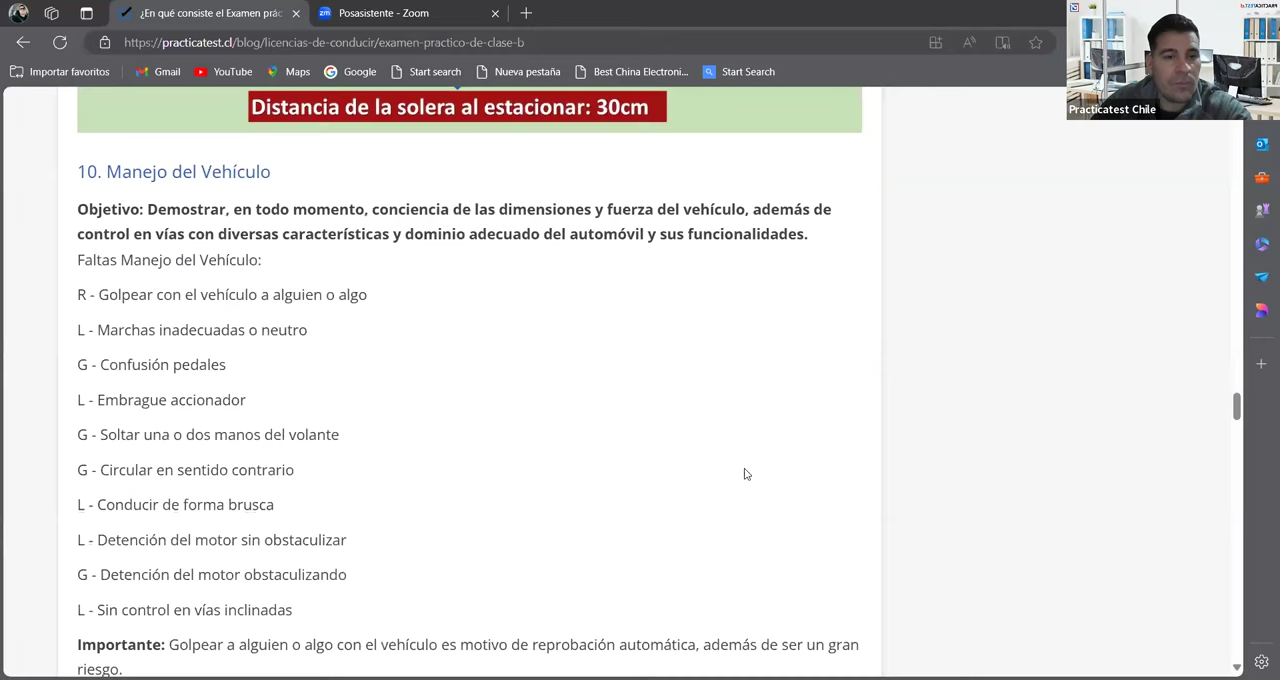 ¿En qué consiste el Examen prác
Posasistente - Zoom
https://practicatest.cl/blog/licencias-de-conducir/examen-practico-de-clase-b
Importar favoritos
Gmail
YouTube
Maps
Google
Start search
Nueva pestaña
Best China Electroni...
Start Search
Practicatest Chile
Distancia de la solera al estacionar: 30cm
10. Manejo del Vehículo
Objetivo: Demostrar, en todo momento, conciencia de las dimensiones y fuerza del vehículo, además de
control en vías con diversas características y dominio adecuado del automóvil y sus funcionalidades.
Faltas Manejo del Vehículo:
R - Golpear con el vehículo a alguien o algo
L - Marchas inadecuadas o neutro
G - Confusión pedales
L - Embrague accionador
G - Soltar una o dos manos del volante
G - Circular en sentido contrario
L - Conducir de forma brusca
L - Detención del motor sin obstaculizar
G - Detención del motor obstaculizando
L - Sin control en vías inclinadas
Importante: Golpear a alguien o algo con el vehículo es motivo de reprobación automática, además de ser un gran
riesgo.